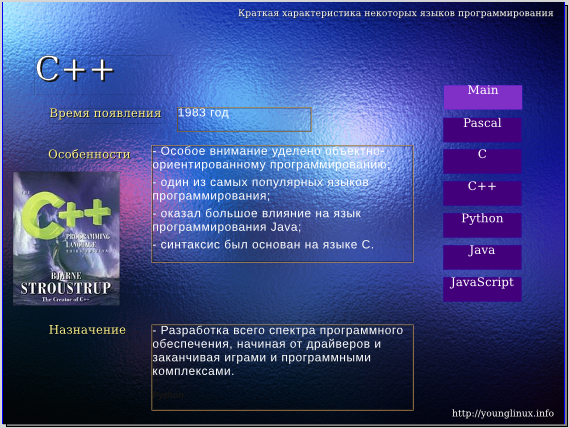 Краткая характеристика некоторых языков программирования
C++
Время появления
1983 год
Особенности
- Особое внимание уделено объектно-
ориентированному программированию;
- один из самых популярных языков
программирования;
- оказал большое влияние на язык
программирования Java;
- синтаксис был основан на языке C.
C++
PROGRAMMING
LANGUAGE
BJARNE
STROUSTRUP
The Creator of C++
Назначение
- Разработка всего спектра программного
обеспечения, начиная от драйверов и
заканчивая играми и программными
комплексами.
Main
Pascal
C
C++
Python
Java
JavaScript
http://younglinux.info